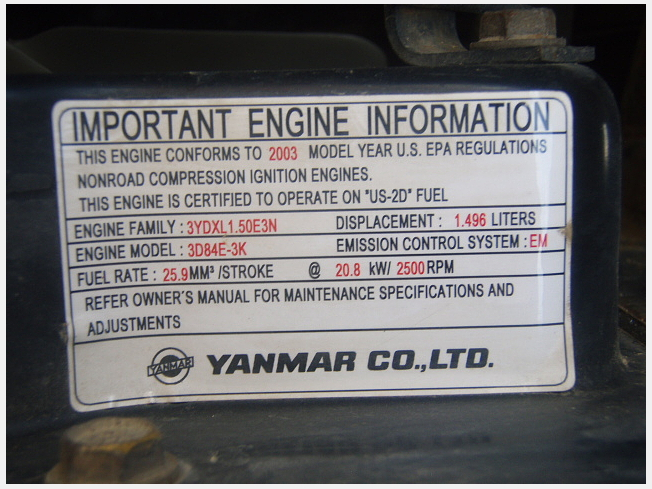 IMPORTANT ENGINE INFORMATION
THIS ENGINE CONFORMS TO 2003 MODEL YEAR U.S. EPA REGULATIONS
NONROAD COMPRESSION IGNITION ENGINES.
THIS ENGINE IS CERTIFIED TO OPERATE ON "US-2D" FUEL
ENGINE FAMILY : 3YDXL1.50E3N DISPLACEMENT : 1.496 LITERS
ENGINE MODEL : 3D84E-3K EMISSION CONTROL SYSTEM : EM
FUEL RATE : 25.9 MM³ /STROKE @ 20.8 kW/ 2500 RPM
REFER OWNER'S MANUAL FOR MAINTENANCE SPECIFICATIONS AND
ADJUSTMENTS
YANMAR YANMAR CO.,LTD.